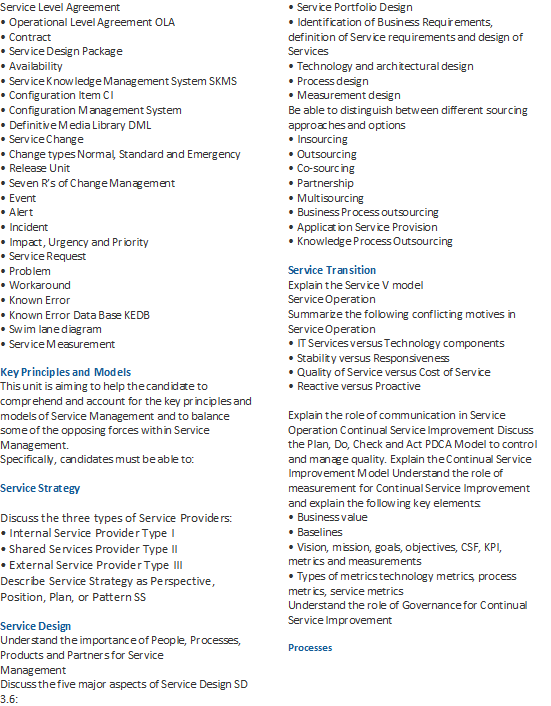 Service Level Agreement
• Operational Level Agreement OLA
• Contract
• Service Design Package
• Availability
• Service Knowledge Management System SKMS
• Configuration Item CI
• Configuration Management System
• Definitive Media Library DML
• Service Change
• Change types Normal, Standard and Emergency
• Release Unit
• Seven R's of Change Management
• Event
• Alert
• Incident
• Impact, Urgency and Priority
• Service Request
• Problem
• Workaround
• Known Error
• Known Error Data Base KEDB
• Swim lane diagram
• Service Measurement
Key Principles and Models
This unit is aiming to help the candidate to
comprehend and account for the key principles and
models of Service Management and to balance
some of the opposing forces within Service
Management.
Specifically, candidates must be able to:
Service Strategy
Discuss the three types of Service Providers:
• Internal Service Provider Type I
• Shared Services Provider Type II
• External Service Provider Type III
Describe Service Strategy as Perspective,
Position, Plan, or Pattern SS
Service Design
Understand the importance of People, Processes,
Products and Partners for Service
Management
Discuss the five major aspects of Service Design SD
3.6:
• Service Portfolio Design
• Identification of Business Requirements,
definition of Service requirements and design of
Services
• Technology and architectural design
• Process design
• Measurement design
Be able to distinguish between different sourcing
approaches and options
• Insourcing
• Outsourcing
• Co-sourcing
• Partnership
• Multisourcing
• Business Process outsourcing
• Application Service Provision
• Knowledge Process Outsourcing
Service Transition
Explain the Service V model
Service Operation
Summarize the following conflicting motives in
Service Operation
• IT Services versus Technology components
• Stability versus Responsiveness
• Quality of Service versus Cost of Service
• Reactive versus Proactive
Explain the role of communication in Service
Operation Continual Service Improvement Discuss
the Plan, Do, Check and Act PDCA Model to control
and manage quality. Explain the Continual Service
Improvement Model Understand the role of
measurement for Continual Service Improvement
and explain the following key elements:
• Business value
• Baselines
• Vision, mission, goals, objectives, CSF, KPI,
metrics and measurements
• Types of metrics technology metrics, process
metrics, service metrics
Understand the role of Governance for Continual
Service Improvement
Processes